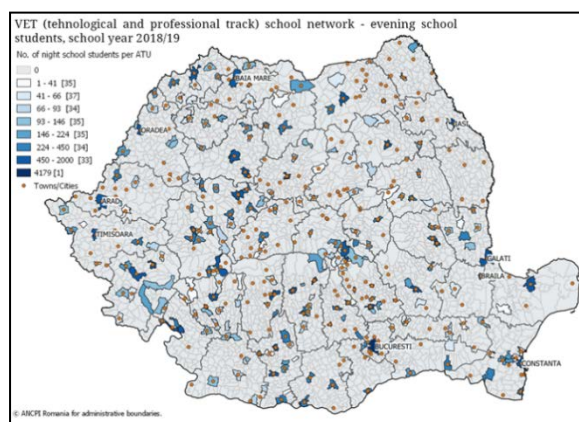 VET (tehnological and professional track) school network - evening school
students, school year 2018/19
No. of night school students per ATU
0
1 - 41 [35]
41 - 66 [37]
66 - 93 [34]
93 - 146 [35]
146 - 224 [35]
224 - 450 [34]
450 - 2000 [33]
4179 [1]
Towns/Cities
BAIA MARE
ORADEA
IASI
ARAD
TIMISOARA
GALATI
BRAILA
BUCURESTI
CONSTANTA
© ANCPI Romania for administrative boundaries.